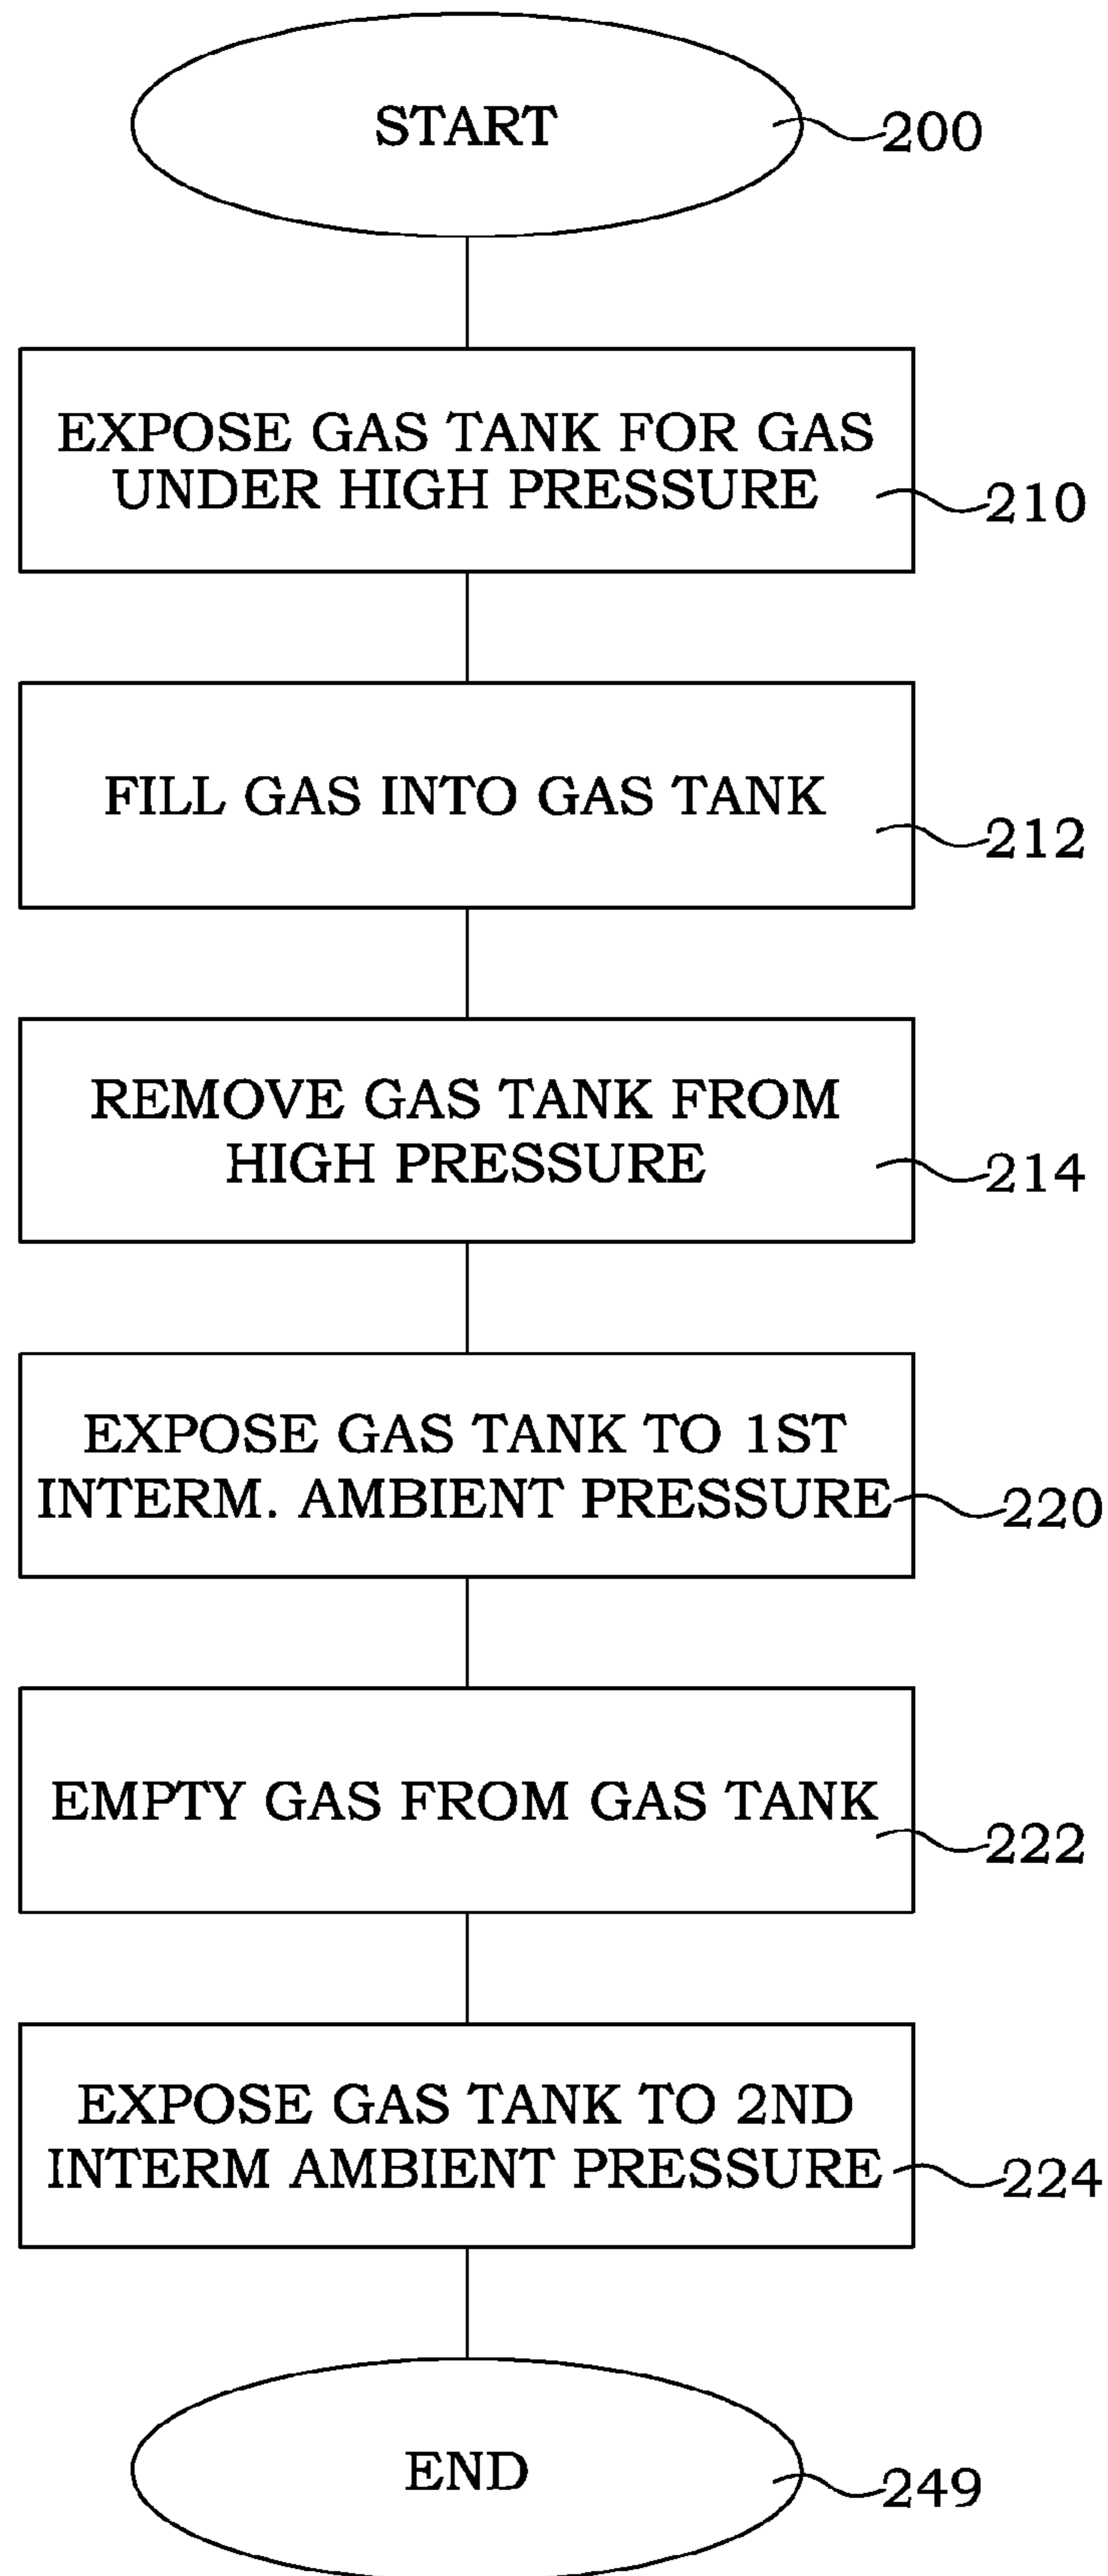 START
200
EXPOSE GAS TANK FOR GAS
UNDER HIGH PRESSURE
210
FILL GAS INTO GAS TANK
212
REMOVE GAS TANK FROM
HIGH PRESSURE
214
EXPOSE GAS TANK TO 1ST
INTERM. AMBIENT PRESSURE
220
EMPTY GAS FROM GAS TANK
222
EXPOSE GAS TANK TO 2ND
INTERM AMBIENT PRESSURE
224
END
249